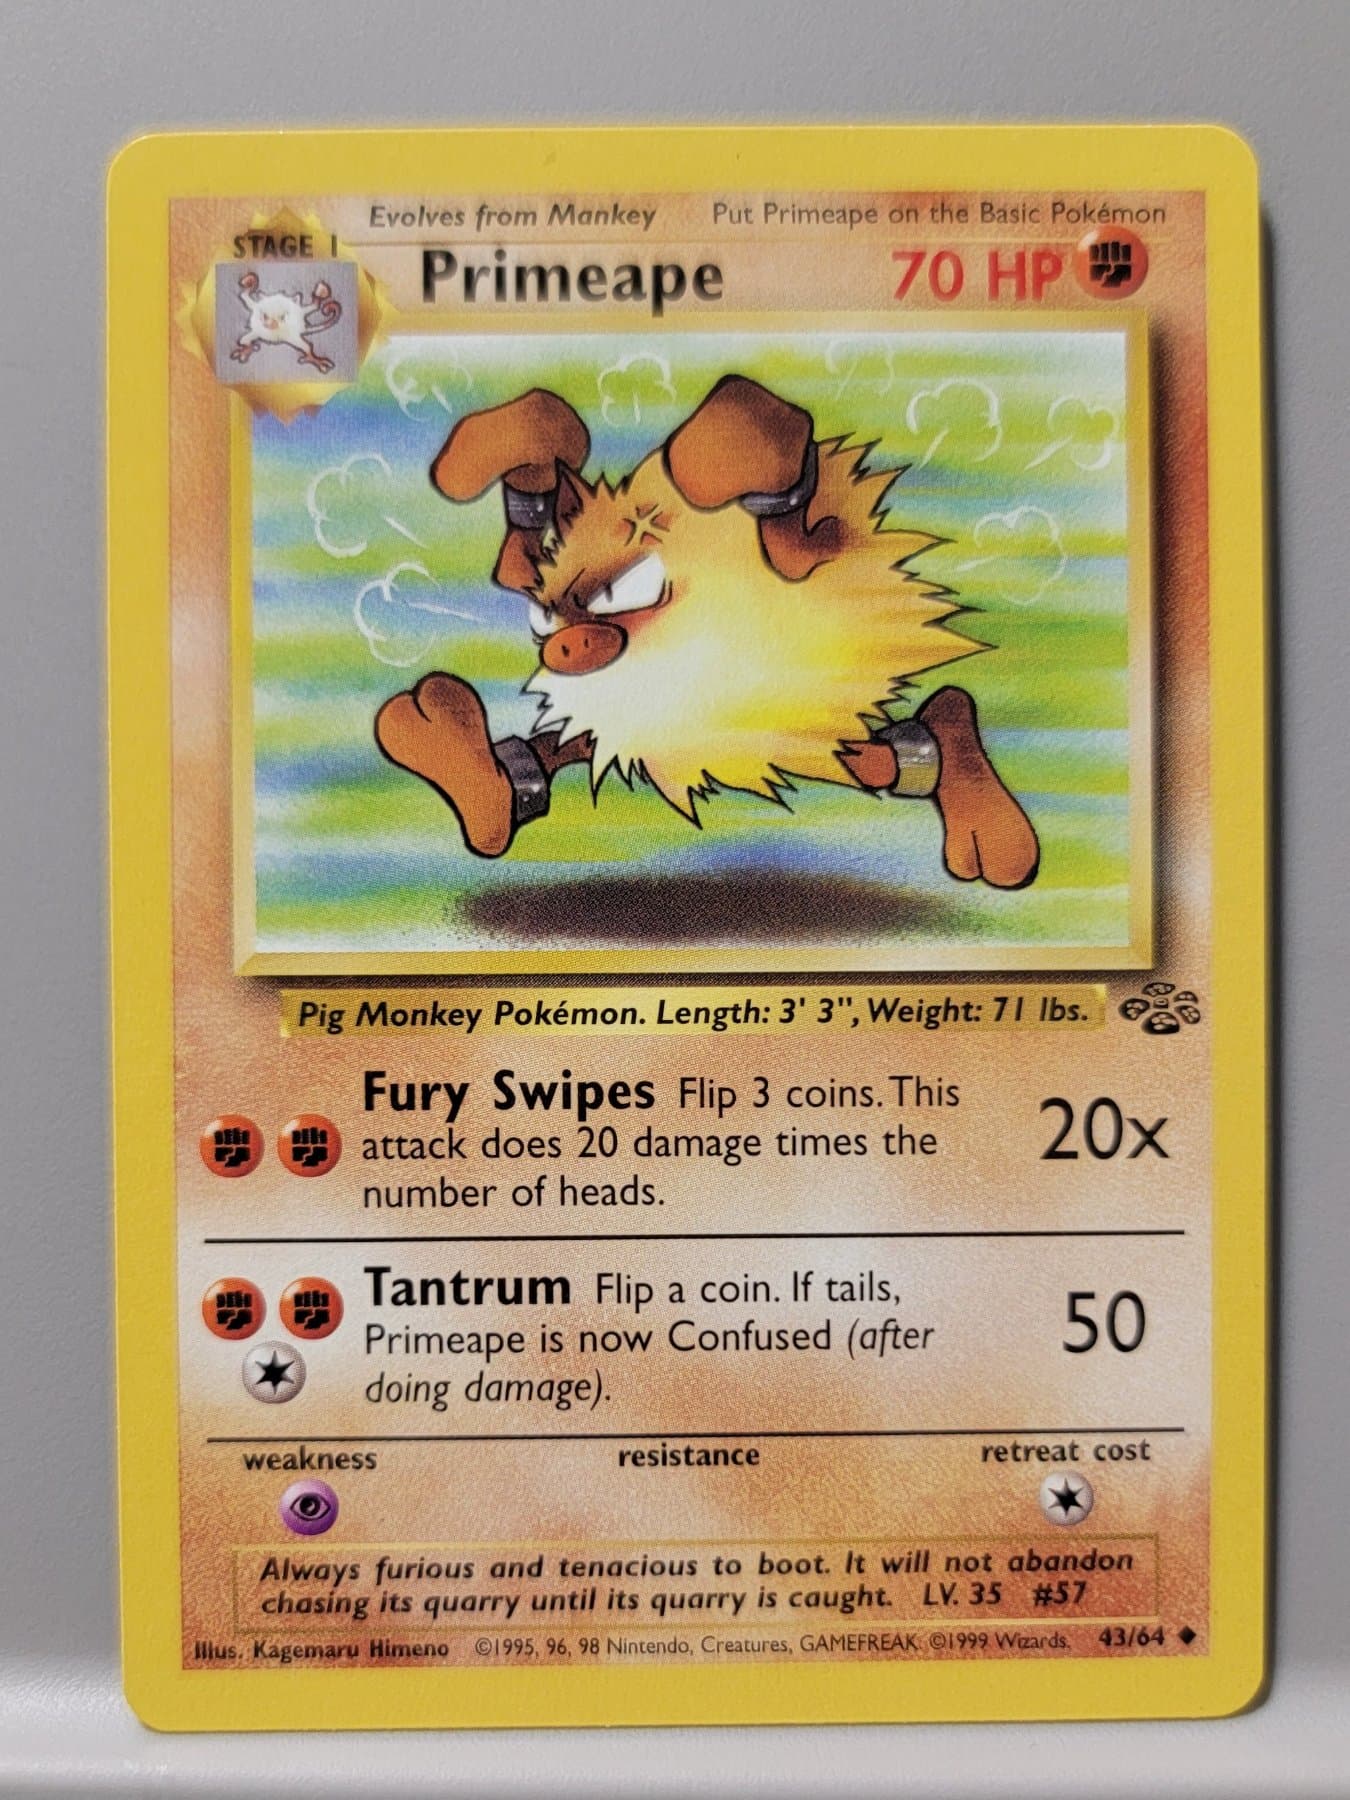 Evolves from Mankey Put Primeape on the Basic Pokémon
STAGE 1
Primeape 70 HP
Pig Monkey Pokémon. Length: 3' 3", Weight: 71 lbs.
Fury Swipes Flip 3 coins. This
attack does 20 damage times the
number of heads.
20x
Tantrum Flip a coin. If tails,
Primeape is now Confused (after
doing damage).
50
weakness resistance retreat cost
Always furious and tenacious to boot. It will not abandon
chasing its quarry until its quarry is caught. LV. 35 #57
Illus. Kagemaru Himeno ©1995, 96, 98 Nintendo, Creatures, GAMEFREAK. ©1999 Wizards. 43/64